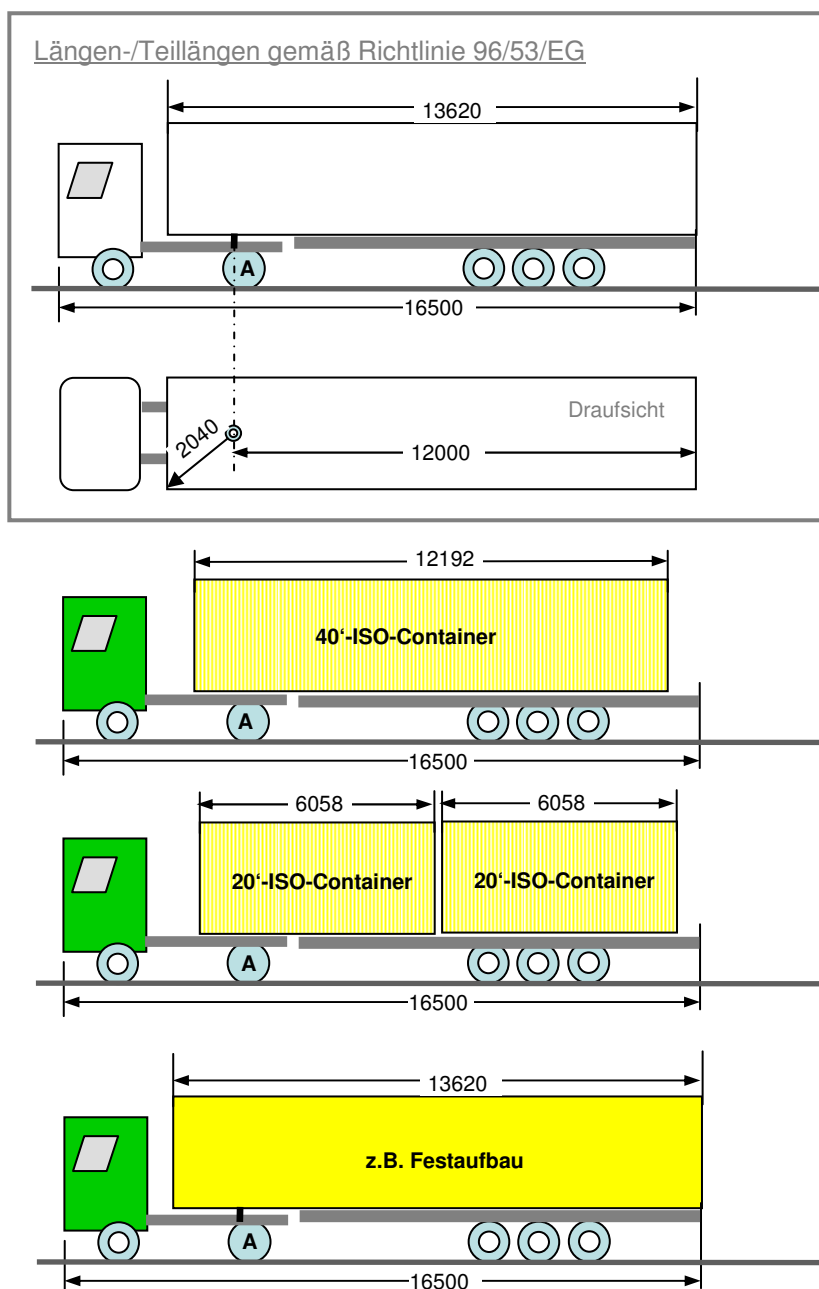 Längen-/Teillängen gemäß Richtlinie 96/53/EG
13620
A
16500
Draufsicht
2040
12000
12192
40‘-ISO-Container
A
16500
6058 6058
20‘-ISO-Container 20‘-ISO-Container
A
16500
13620
z.B. Festaufbau
A
16500